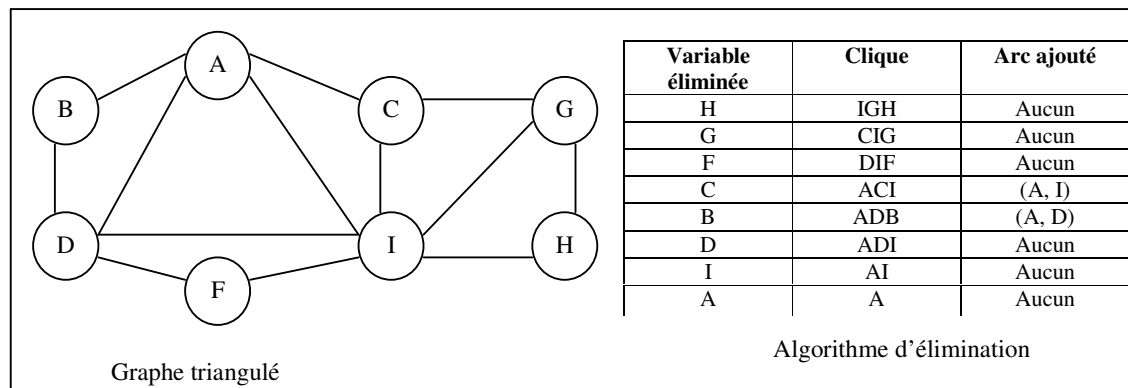 A
B
C
G
D
I
H
F
Graphe triangulé
Variable éliminée Clique Arc ajouté
H IGH Aucun
G CIG Aucun
F DIF Aucun
C ACI (A, I)
B ADB (A, D)
D ADI Aucun
I AI Aucun
A A Aucun
Algorithme d’élimination